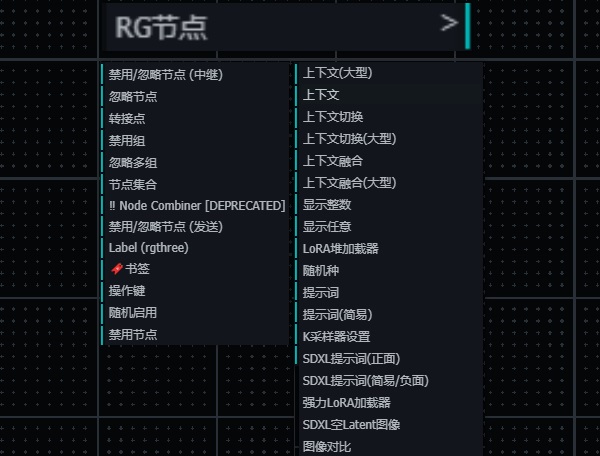 RG节点 >
禁用/忽略节点 (中继)
忽略节点
转接点
禁用组
忽略多组
节点集合
‼ Node Combiner [DEPRECATED]
禁用/忽略节点 (发送)
Label (rgthree)
🔖书签
操作键
随机启用
禁用节点
上下文(大型)
上下文
上下文切换
上下文切换(大型)
上下文融合
上下文融合(大型)
显示整数
显示任意
LoRA堆加载器
随机种
提示词
提示词(简易)
K采样器设置
SDXL提示词(正面)
SDXL提示词(简易/负面)
强力LoRA加载器
SDXL空Latent图像
图像对比